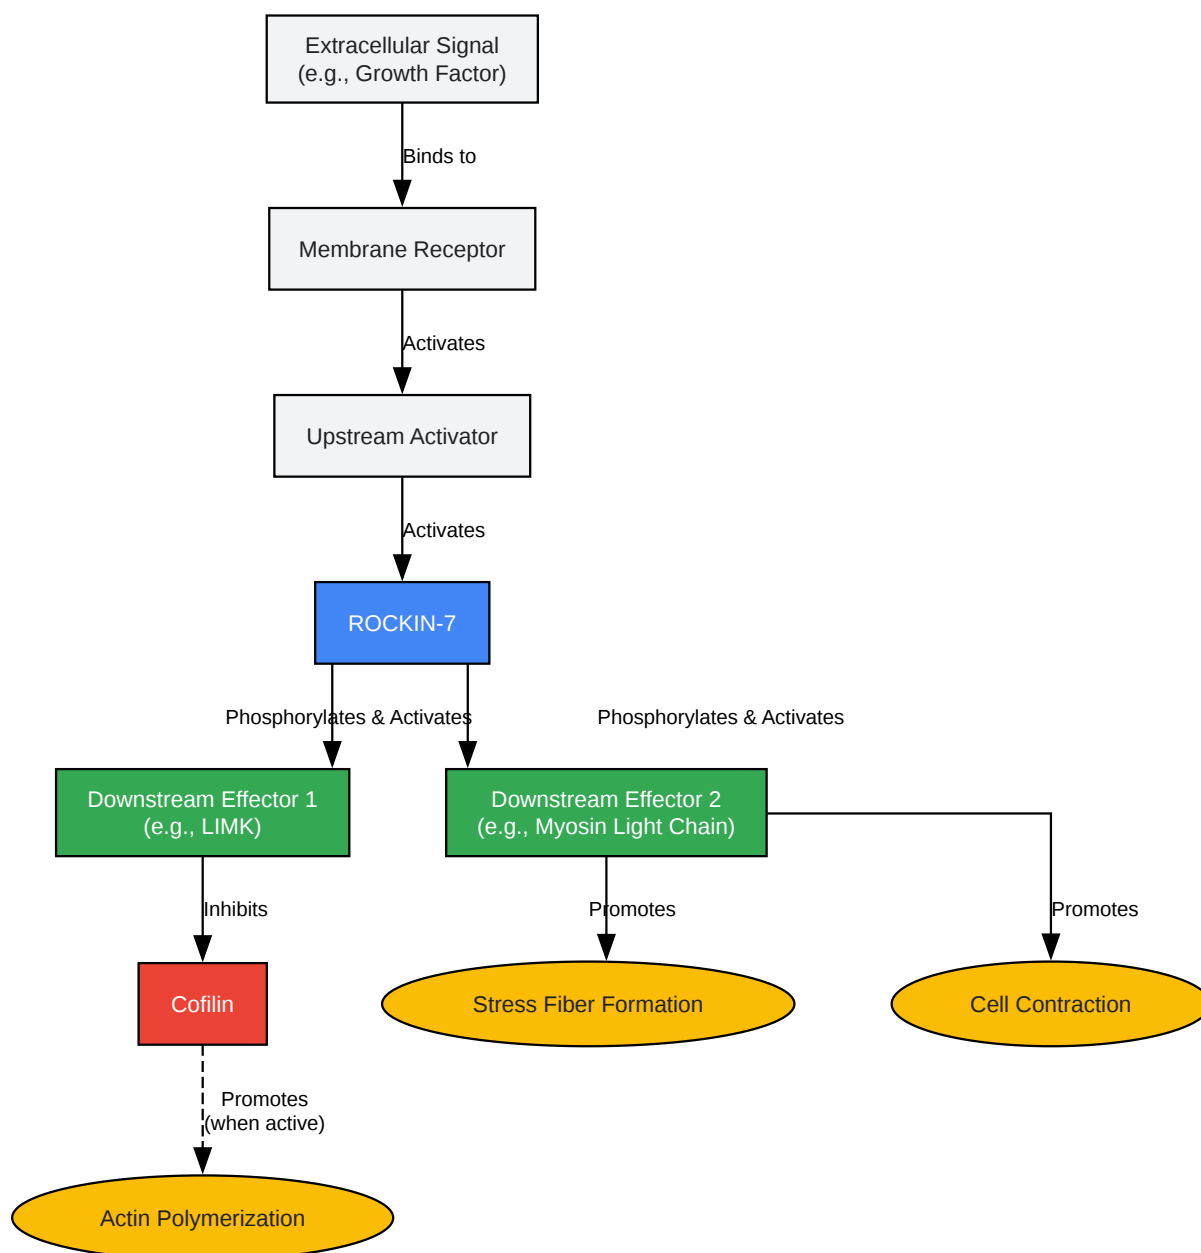 Extracellular Signal
(e.g., Growth Factor)
Binds to
Membrane Receptor
Activates
Upstream Activator
Activates
ROCKIN-7
Phosphorylates & Activates
Phosphorylates & Activates
Downstream Effector 1
(e.g., LIMK)
Downstream Effector 2
(e.g., Myosin Light Chain)
Inhibits
Promotes
Promotes
Cofilin
Stress Fiber Formation
Cell Contraction
Promotes
(when active)
Actin Polymerization